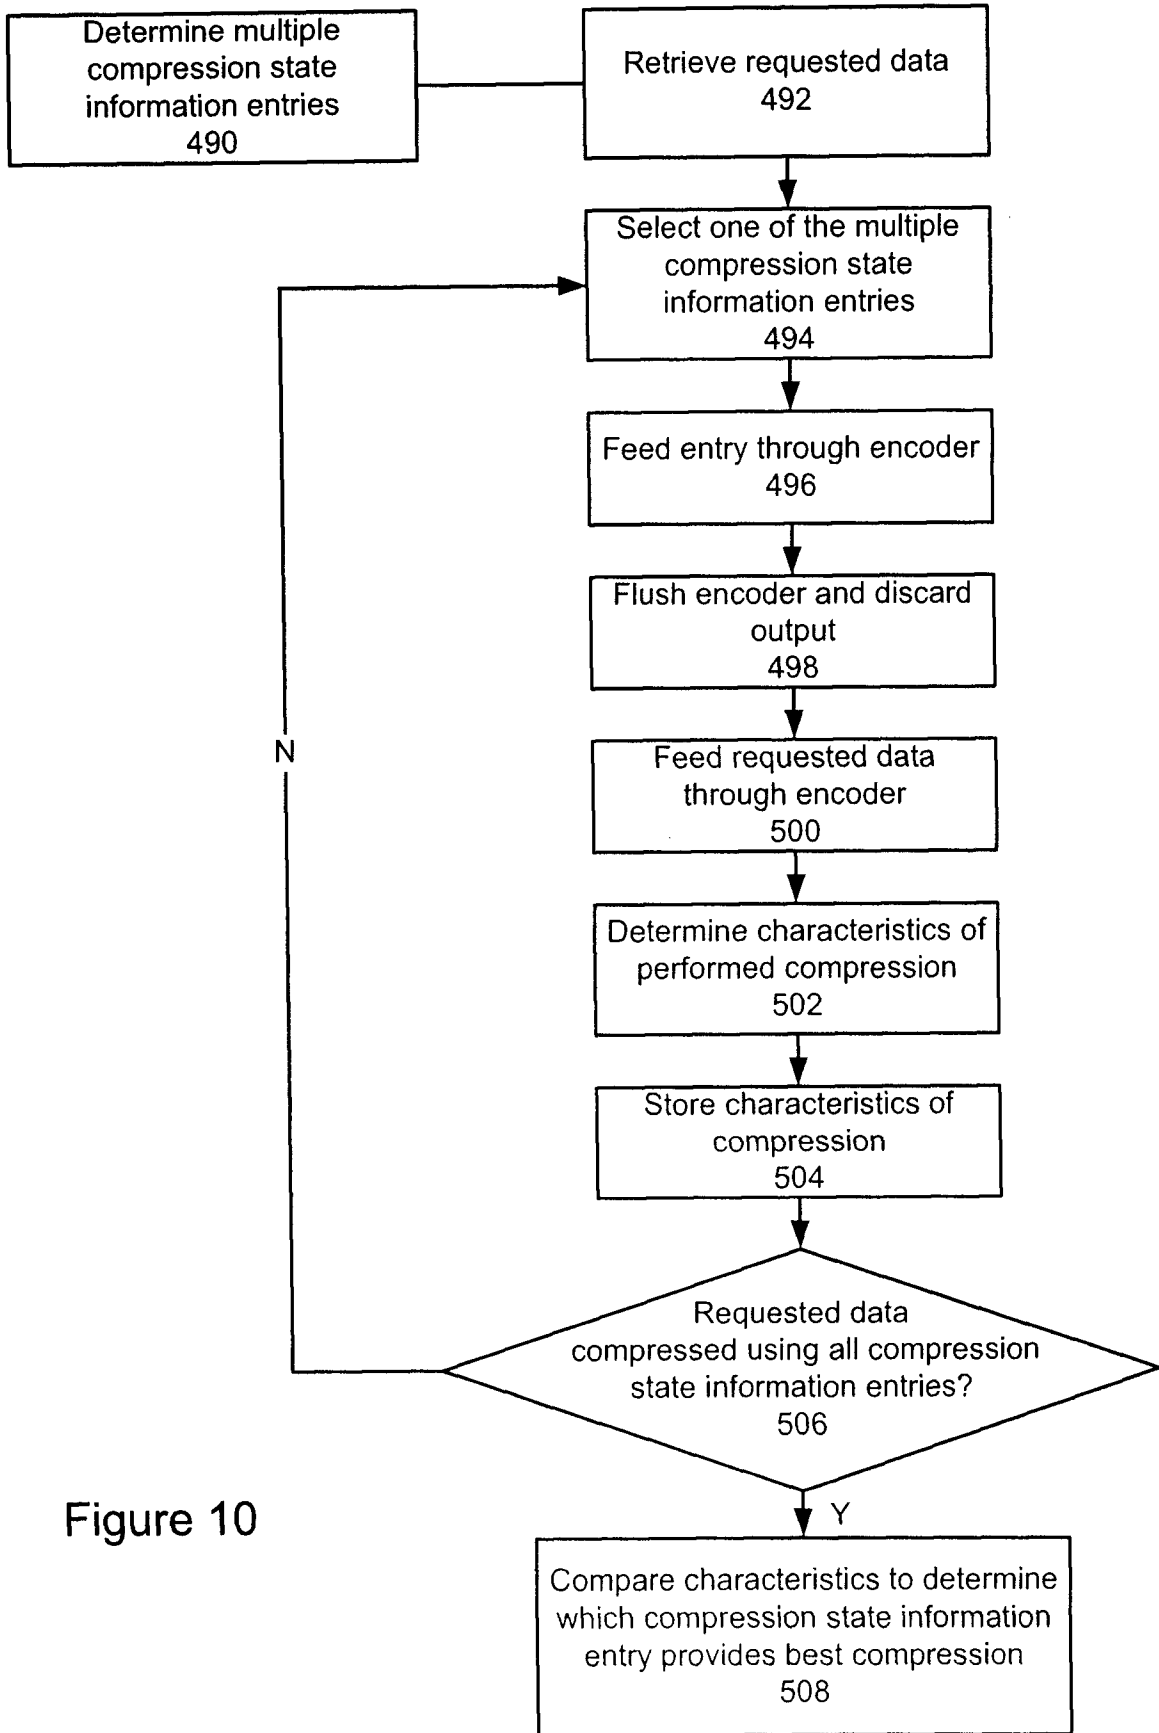 Determine multiple
compression state
information entries
490
Retrieve requested data
492
Select one of the multiple
compression state
information entries
494
Feed entry through encoder
496
Flush encoder and discard
output
498
Feed requested data
through encoder
500
N
Determine characteristics of
performed compression
502
Store characteristics of
compression
504
Requested data
compressed using all compression
state information entries?
506
Y
Figure 10
Compare characteristics to determine
which compression state information
entry provides best compression
508